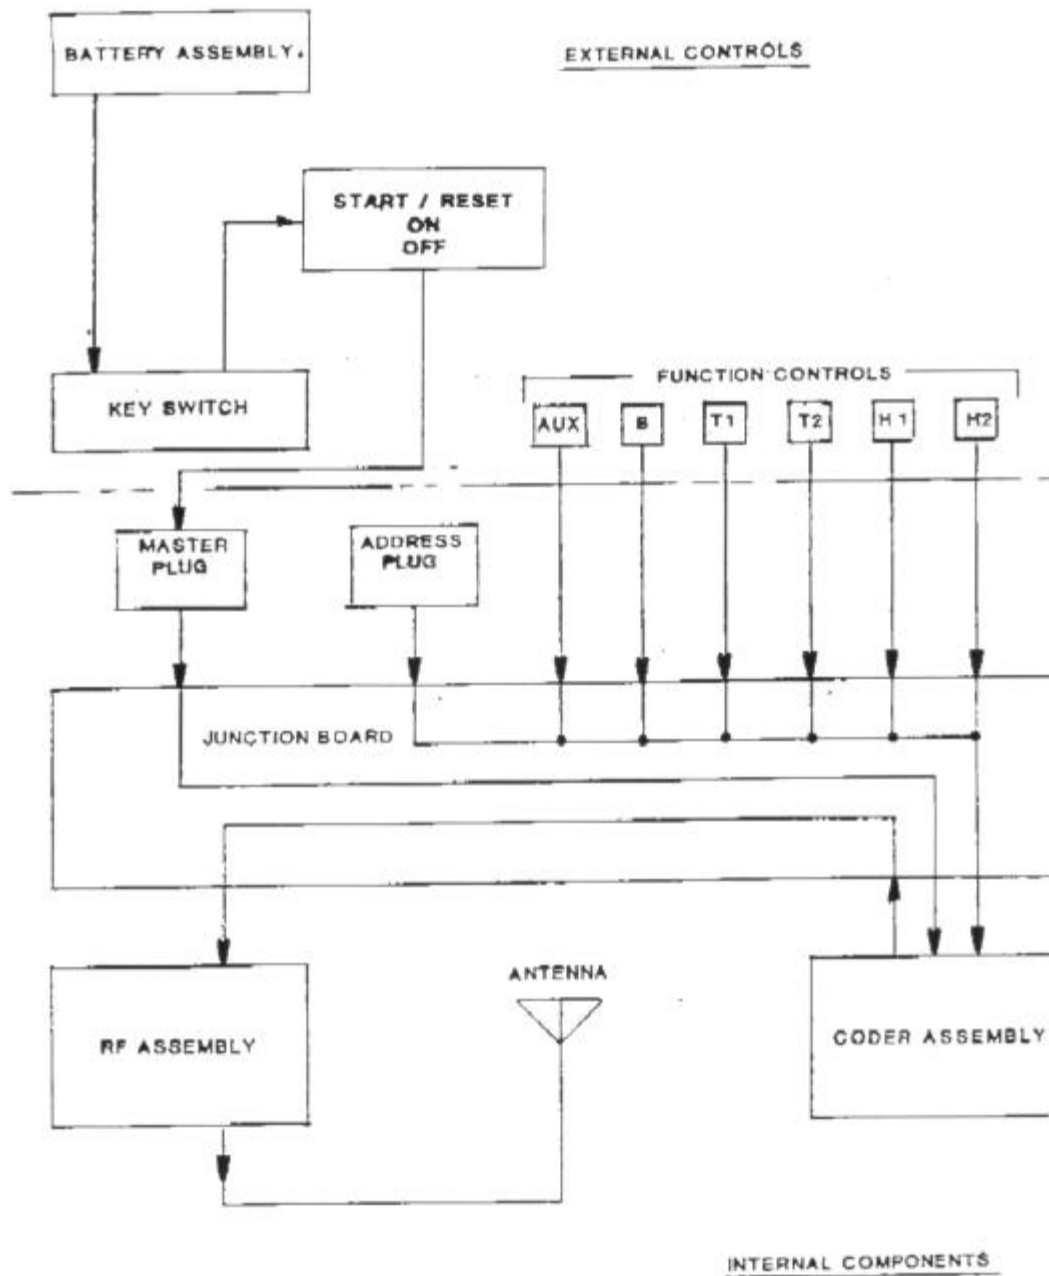 BATTERY ASSEMBLY.
EXTERNAL CONTROLS
START / RESET
ON
OFF
KEY SWITCH
FUNCTION CONTROLS
AUX
B
T1
T2
H1
H2
MASTER
PLUG
ADDRESS
PLUG
JUNCTION BOARD
RF ASSEMBLY
ANTENNA
CODER ASSEMBLY
INTERNAL COMPONENTS